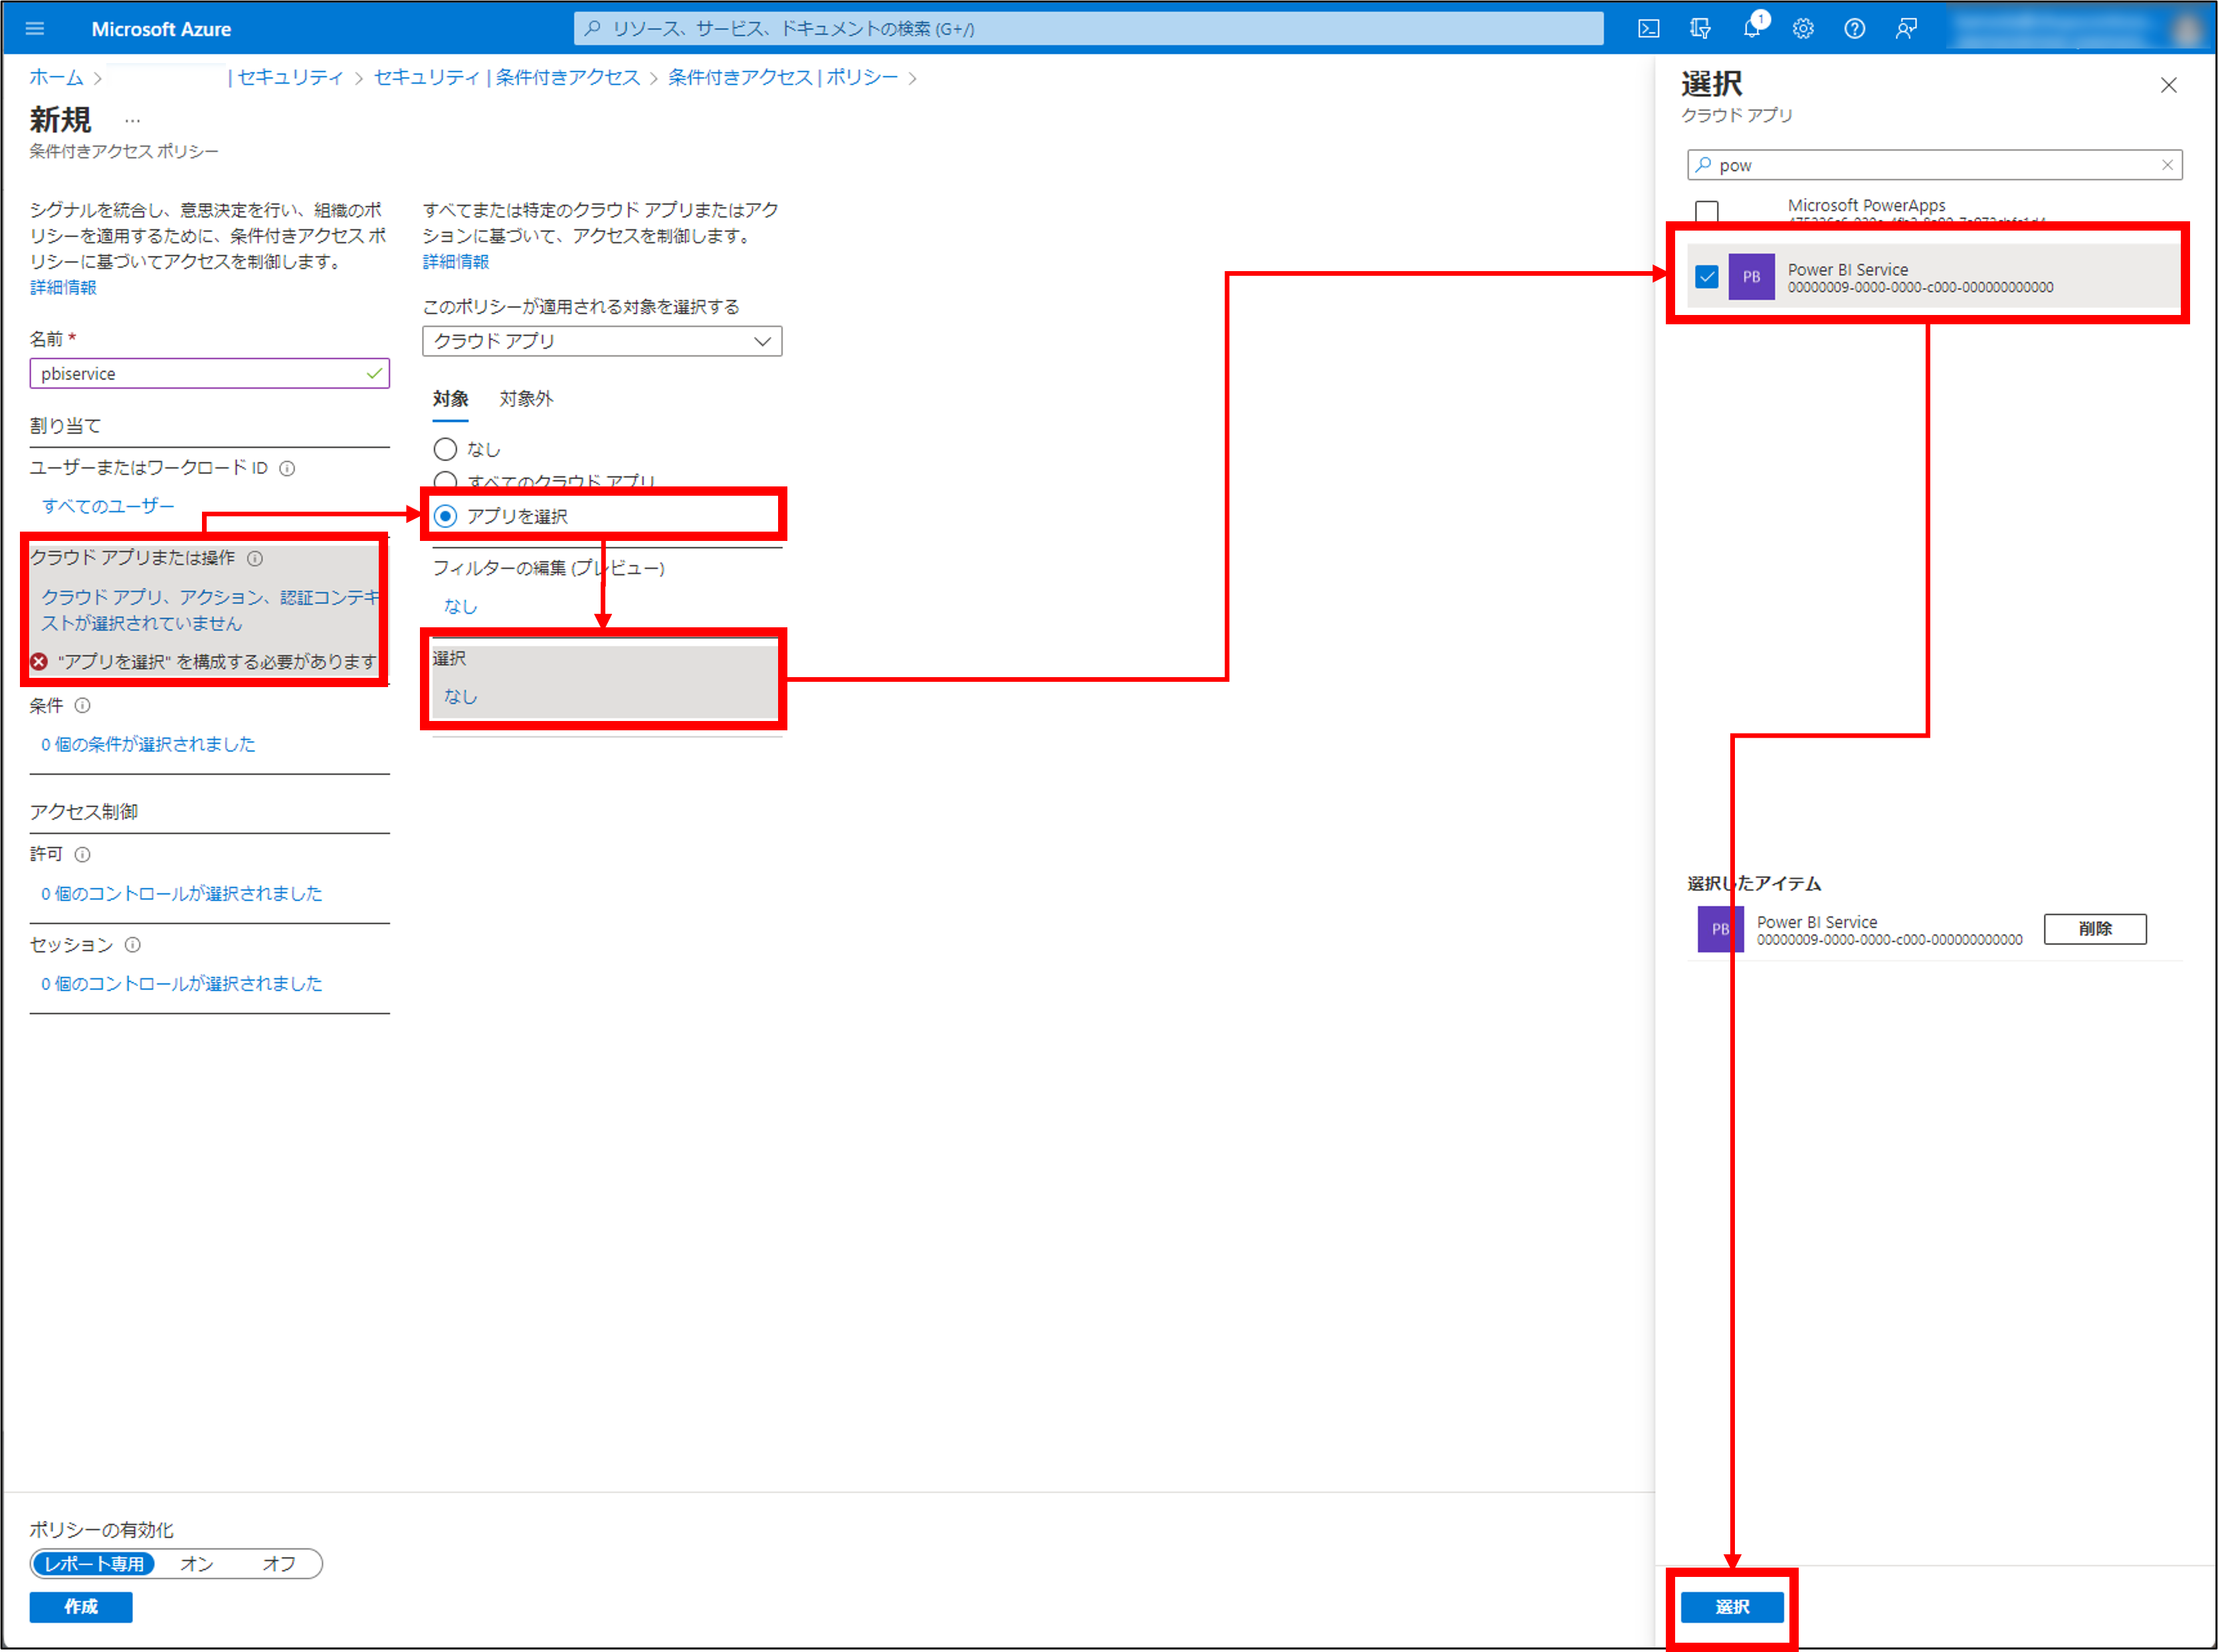 Microsoft Azure
リソース、サービス、ドキュメントの検索 (G+/)
1
ホーム > | セキュリティ > セキュリティ | 条件付きアクセス > 条件付きアクセス | ポリシー >
新規 …
条件付きアクセス ポリシー
シグナルを統合し、意思決定を行い、組織のポ
リシーを適用するために、条件付きアクセス ポ
リシーに基づいてアクセスを制御します。
詳細情報
名前 *
pbiservice
割り当て
ユーザーまたはワークロード ID
すべてのユーザー
クラウド アプリまたは操作
クラウド アプリ、アクション、認証コンテキ
ストが選択されていません
"アプリを選択" を構成する必要があります
条件
0 個の条件が選択されました
アクセス制御
許可
0 個のコントロールが選択されました
セッション
0 個のコントロールが選択されました
すべてまたは特定のクラウド アプリまたはアク
ションに基づいて、アクセスを制御します。
詳細情報
このポリシーが適用される対象を選択する
クラウド アプリ
対象 対象外
なし
すべてのクラウド アプリ
アプリを選択
フィルターの編集 (プレビュー)
なし
選択
なし
ポリシーの有効化
レポート専用 オン オフ
作成
選択
クラウド アプリ
pow
Microsoft PowerApps
PB
Power BI Service
00000009-0000-0000-c000-000000000000
選択したアイテム
PB
Power BI Service
00000009-0000-0000-c000-000000000000
削除
選択